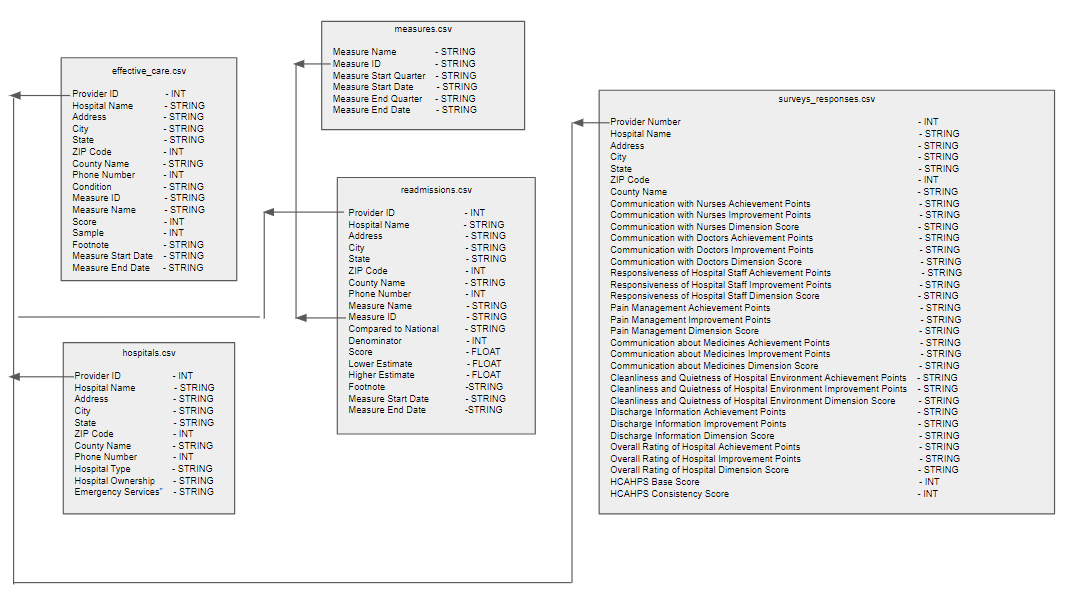 measures.csv
Measure Name - STRING
Measure ID - STRING
Measure Start Quarter - STRING
Measure Start Date - STRING
Measure End Quarter - STRING
Measure End Date - STRING
effective_care.csv
Provider ID - INT
Hospital Name - STRING
Address - STRING
City - STRING
State - STRING
ZIP Code - INT
County Name - STRING
Phone Number - INT
Condition - STRING
Measure ID - STRING
Measure Name - STRING
Score - INT
Sample - INT
Footnote - STRING
Measure Start Date - STRING
Measure End Date - STRING
readmissions.csv
Provider ID - INT
Hospital Name - STRING
Address - STRING
City - STRING
State - STRING
ZIP Code - INT
County Name - STRING
Phone Number - INT
Measure Name - STRING
Measure ID - STRING
Compared to National - STRING
Denominator - INT
Score - FLOAT
Lower Estimate - FLOAT
Higher Estimate - FLOAT
Footnote -STRING
Measure Start Date - STRING
Measure End Date -STRING
hospitals.csv
Provider ID - INT
Hospital Name - STRING
Address - STRING
City - STRING
State - STRING
ZIP Code - INT
County Name - STRING
Phone Number - INT
Hospital Type - STRING
Hospital Ownership - STRING
Emergency Services" - STRING
surveys_responses.csv
Provider Number - INT
Hospital Name - STRING
Address - STRING
City - STRING
State - STRING
ZIP Code - INT
County Name - STRING
Communication with Nurses Achievement Points - STRING
Communication with Nurses Improvement Points - STRING
Communication with Nurses Dimension Score - STRING
Communication with Doctors Achievement Points - STRING
Communication with Doctors Improvement Points - STRING
Communication with Doctors Dimension Score - STRING
Responsiveness of Hospital Staff Achievement Points - STRING
Responsiveness of Hospital Staff Improvement Points - STRING
Responsiveness of Hospital Staff Dimension Score - STRING
Pain Management Achievement Points - STRING
Pain Management Improvement Points - STRING
Pain Management Dimension Score - STRING
Communication about Medicines Achievement Points - STRING
Communication about Medicines Improvement Points - STRING
Communication about Medicines Dimension Score - STRING
Cleanliness and Quietness of Hospital Environment Achievement Points - STRING
Cleanliness and Quietness of Hospital Environment Improvement Points - STRING
Cleanliness and Quietness of Hospital Environment Dimension Score - STRING
Discharge Information Achievement Points - STRING
Discharge Information Improvement Points - STRING
Discharge Information Dimension Score - STRING
Overall Rating of Hospital Achievement Points - STRING
Overall Rating of Hospital Improvement Points - STRING
Overall Rating of Hospital Dimension Score - STRING
HCAHPS Base Score - INT
HCAHPS Consistency Score - INT